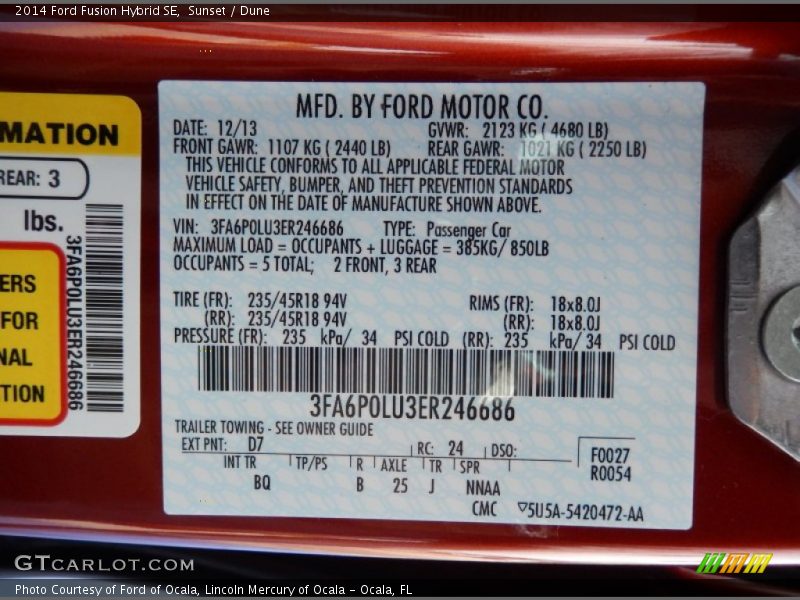 2014 Ford Fusion Hybrid SE, Sunset / Dune
MATION
REAR: 3
lbs.
ERS
FOR
NAL
TION
3FA6P0LU3ER246686
MFD. BY FORD MOTOR CO.
DATE: 12/13 GVWR: 2123 KG ( 4680 LB)
FRONT GAWR: 1107 KG ( 2440 LB) REAR GAWR: 1021 KG ( 2250 LB)
THIS VEHICLE CONFORMS TO ALL APPLICABLE FEDERAL MOTOR
VEHICLE SAFETY, BUMPER, AND THEFT PREVENTION STANDARDS
IN EFFECT ON THE DATE OF MANUFACTURE SHOWN ABOVE.
VIN: 3FA6P0LU3ER246686 TYPE: Passenger Car
MAXIMUM LOAD = OCCUPANTS + LUGGAGE = 385KG/ 850LB
OCCUPANTS = 5 TOTAL; 2 FRONT, 3 REAR
TIRE (FR): 235/45R18 94V RIMS (FR): 18x8.0J
(RR): 235/45R18 94V (RR): 18x8.0J
PRESSURE (FR): 235 kPa/ 34 PSI COLD (RR): 235 kPa/ 34 PSI COLD
3FA6P0LU3ER246686
TRAILER TOWING - SEE OWNER GUIDE
EXT PNT: D7 RC: 24 DSO: F0027
R0054
INT TR TP/PS R AXLE TR SPR
BQ B 25 J NNAA
CMC ▽5U5A-5420472-AA
GTCARLOT.COM
Photo Courtesy of Ford of Ocala, Lincoln Mercury of Ocala – Ocala, FL